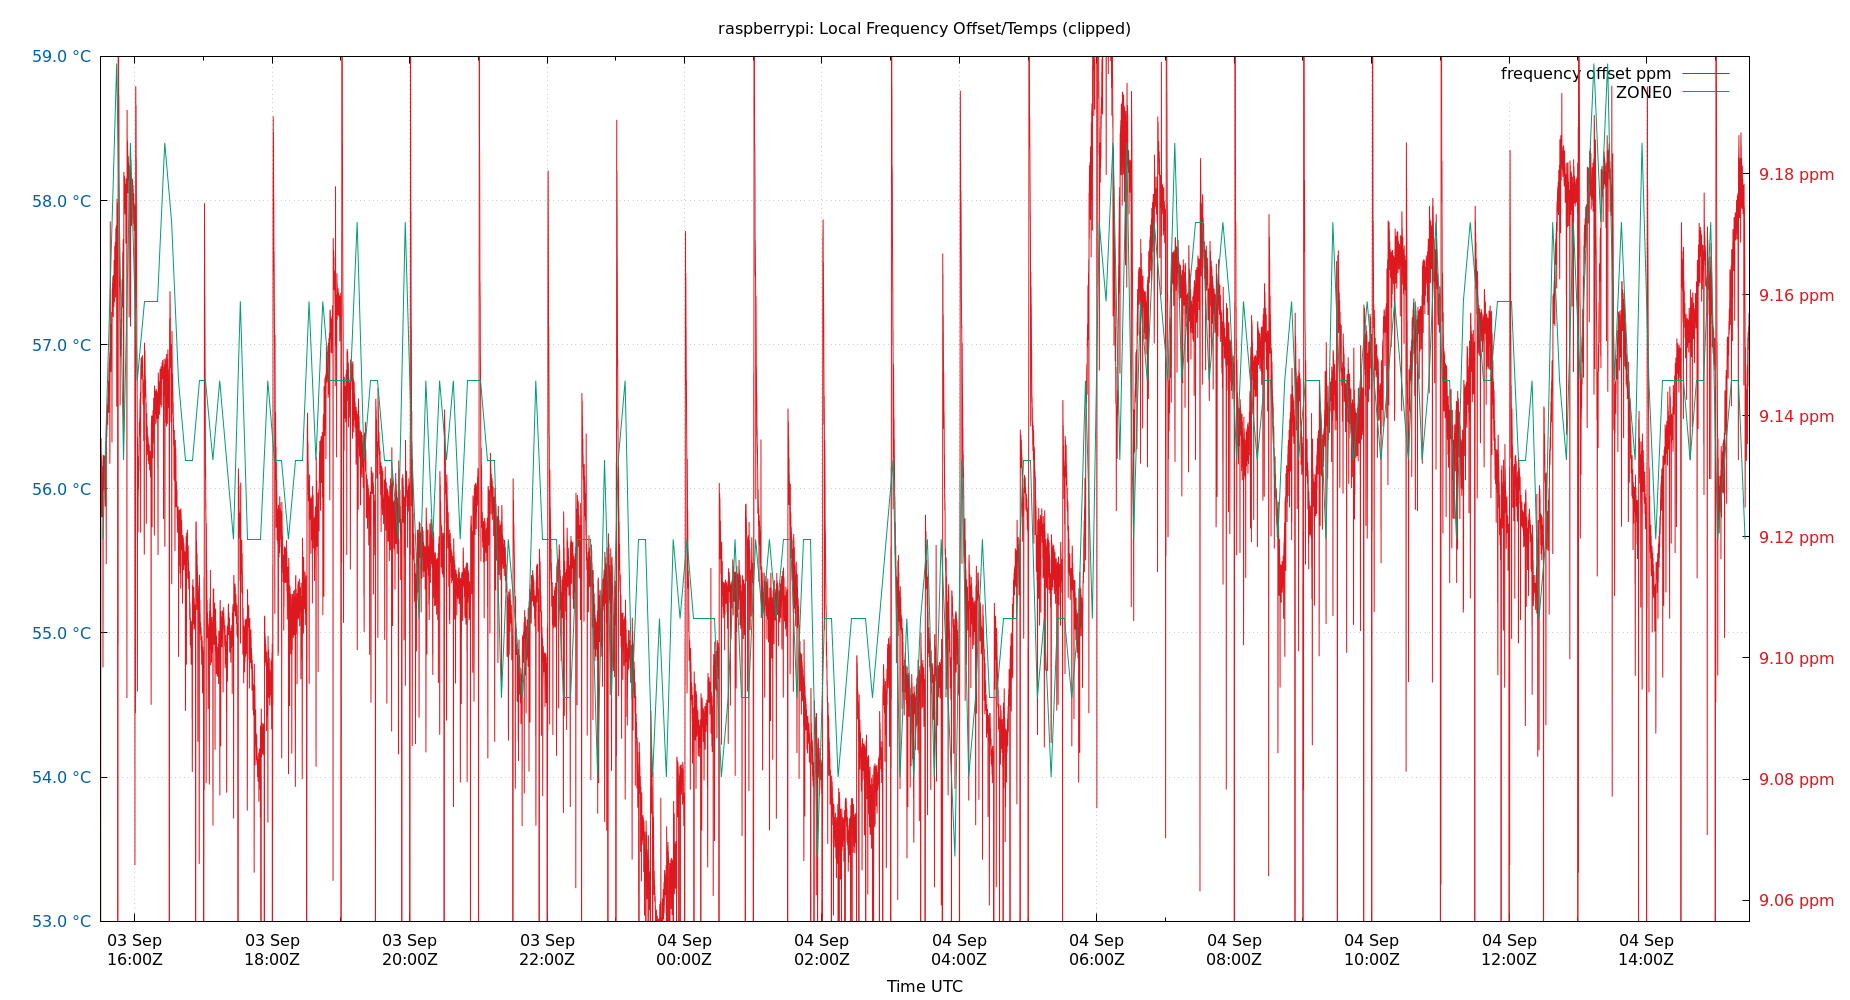 raspberrypi: Local Frequency Offset/Temps (clipped)
59.0 °C
58.0 °C
57.0 °C
56.0 °C
55.0 °C
54.0 °C
53.0 °C
frequency offset ppm
ZONE0
9.18 ppm
9.16 ppm
9.14 ppm
9.12 ppm
9.10 ppm
9.08 ppm
9.06 ppm
03 Sep 03 Sep 03 Sep 03 Sep 04 Sep 04 Sep 04 Sep 04 Sep 04 Sep 04 Sep 04 Sep 04 Sep
16:00Z 18:00Z 20:00Z 22:00Z 00:00Z 02:00Z 04:00Z 06:00Z 08:00Z 10:00Z 12:00Z 14:00Z
Time UTC